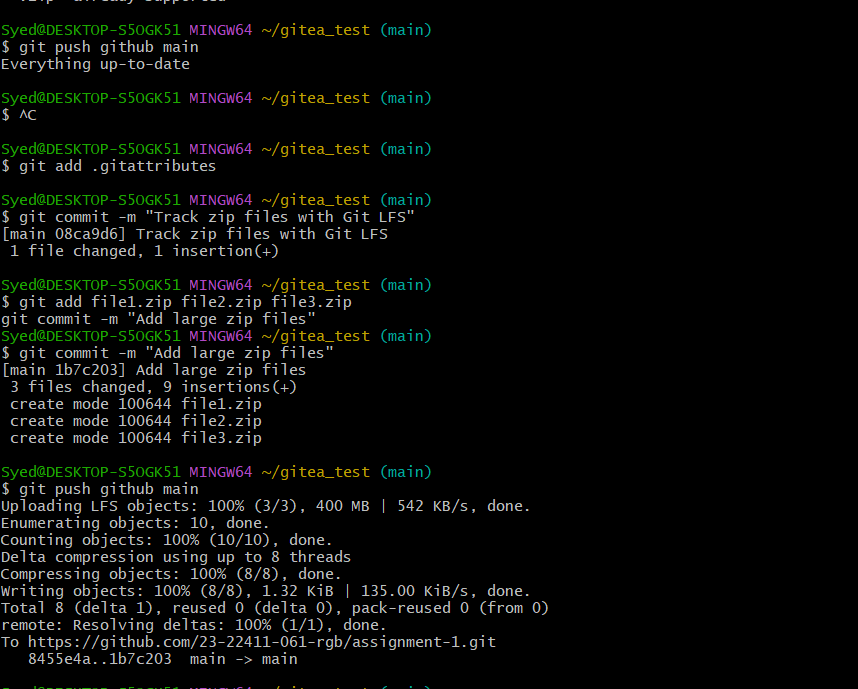 Syed@DESKTOP-S5OGK51 MINGW64 ~/gitea_test (main)
$ git push github main
Everything up-to-date
Syed@DESKTOP-S5OGK51 MINGW64 ~/gitea_test (main)
$ ^C
Syed@DESKTOP-S5OGK51 MINGW64 ~/gitea_test (main)
$ git add .gitattributes
Syed@DESKTOP-S5OGK51 MINGW64 ~/gitea_test (main)
$ git commit -m "Track zip files with Git LFS"
[main 08ca9d6] Track zip files with Git LFS
 1 file changed, 1 insertion(+)
Syed@DESKTOP-S5OGK51 MINGW64 ~/gitea_test (main)
$ git add file1.zip file2.zip file3.zip
git commit -m "Add large zip files"
Syed@DESKTOP-S5OGK51 MINGW64 ~/gitea_test (main)
$ git commit -m "Add large zip files"
[main 1b7c203] Add large zip files
 3 files changed, 9 insertions(+)
 create mode 100644 file1.zip
 create mode 100644 file2.zip
 create mode 100644 file3.zip
Syed@DESKTOP-S5OGK51 MINGW64 ~/gitea_test (main)
$ git push github main
Uploading LFS objects: 100% (3/3), 400 MB | 542 KB/s, done.
Enumerating objects: 10, done.
Counting objects: 100% (10/10), done.
Delta compression using up to 8 threads
Compressing objects: 100% (8/8), done.
Writing objects: 100% (8/8), 1.32 KiB | 135.00 KiB/s, done.
Total 8 (delta 1), reused 0 (delta 0), pack-reused 0 (from 0)
remote: Resolving deltas: 100% (1/1), done.
To https://github.com/23-22411-061-rgb/assignment-1.git
   8455e4a..1b7c203  main -> main